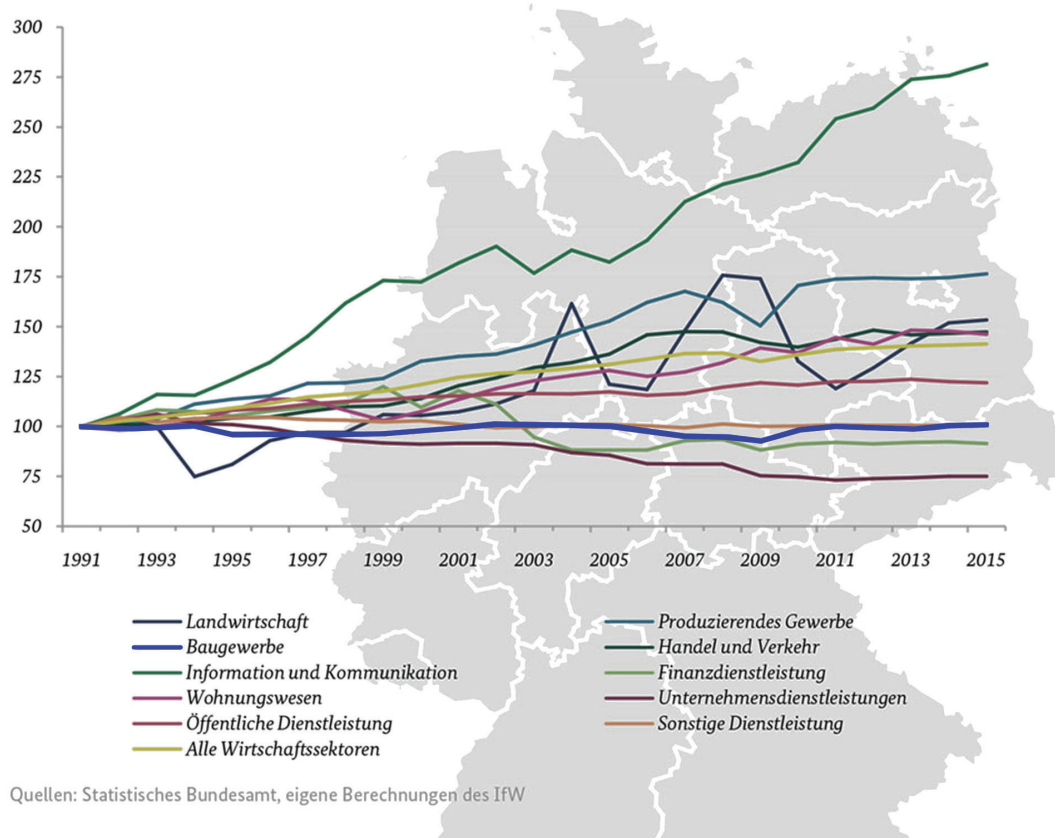 300
275
250
225
200
175
150
125
100
75
50
1991 1993 1995 1997 1999 2001 2003 2005 2007 2009 2011 2013 2015
Landwirtschaft
Baugewerbe
Information und Kommunikation
Wohnungswesen
Öffentliche Dienstleistung
Alle Wirtschaftssektoren
Produzierendes Gewerbe
Handel und Verkehr
Finanzdienstleistung
Unternehmensdienstleistungen
Sonstige Dienstleistung
Quellen: Statistisches Bundesamt, eigene Berechnungen des IfW